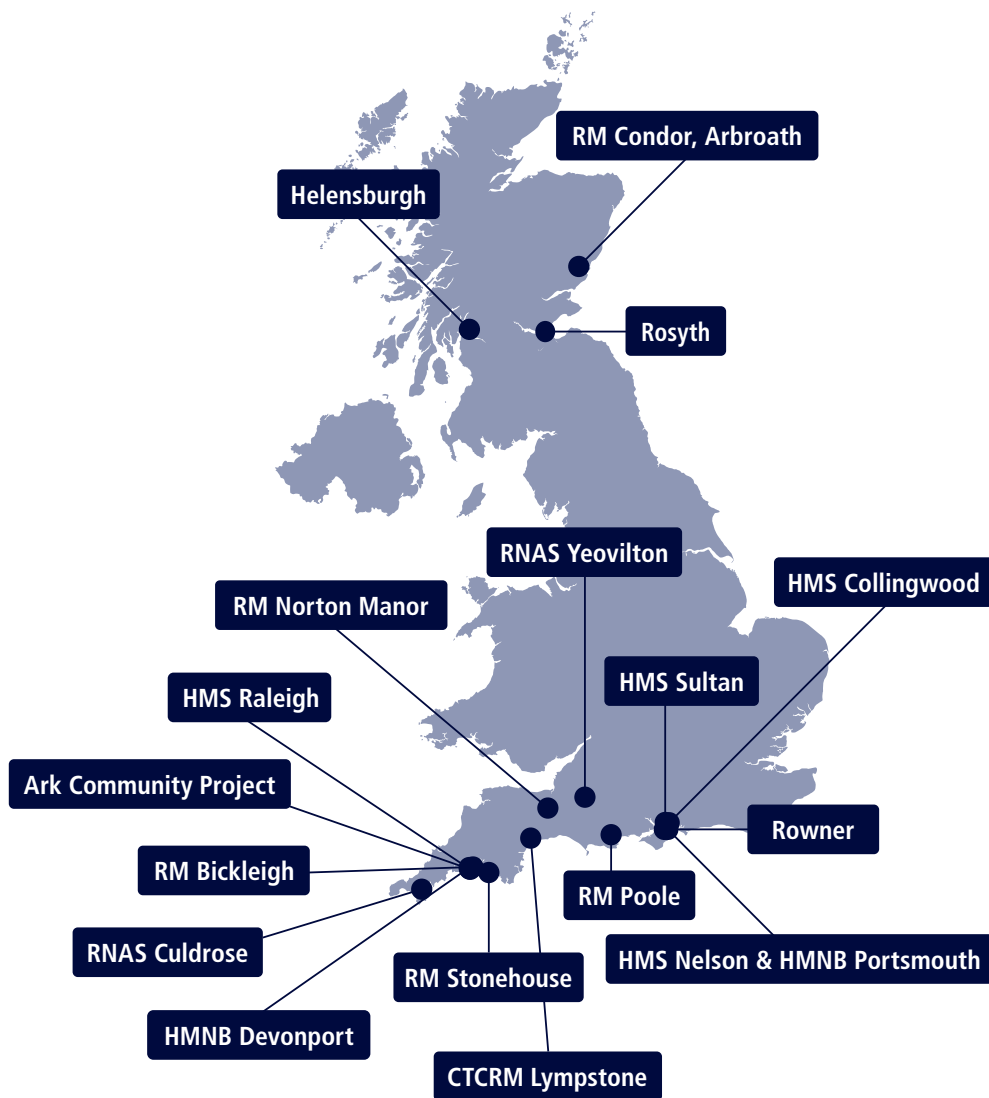 RM Condor, Arbroath
Helensburgh
Rosyth
RNAS Yeovilton
HMS Collingwood
RM Norton Manor
HMS Sultan
HMS Raleigh
Ark Community Project
Rowner
RM Bickleigh
RM Poole
RNAS Culdrose
HMS Nelson & HMNB Portsmouth
RM Stonehouse
HMNB Devonport
CTCRM Lympstone